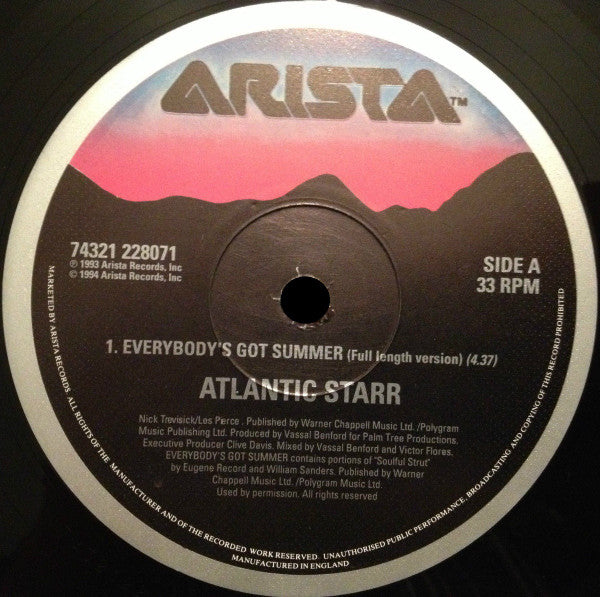 ARISTA™
74321 228071
℗ 1993 Arista Records, Inc
© 1994 Arista Records, Inc
SIDE A
33 RPM
1. EVERYBODY'S GOT SUMMER (Full length version) (4.37)
ATLANTIC STARR
Nick Trevisick/Les Pierce . Published by Warner Chappell Music Ltd. /Polygram
Music Publishing Ltd. Produced by Vassal Benford for Palm Tree Productions.
Executive Producer Clive Davis. Mixed by Vassal Benford and Victor Flores.
EVERYBODY'S GOT SUMMER contains portions of "Soulful Strut"
by Eugene Record and William Sanders. Published by Warner
Chappell Music Ltd. /Polygram Music Ltd.
Used by permission. All rights reserved
MARKETED BY ARISTA RECORDS. ALL RIGHTS OF THE MANUFACTURER AND OF THE RECORDED WORK RESERVED. UNAUTHORISED PUBLIC PERFORMANCE, BROADCASTING AND COPYING OF THIS RECORD PROHIBITED
MANUFACTURED IN ENGLAND